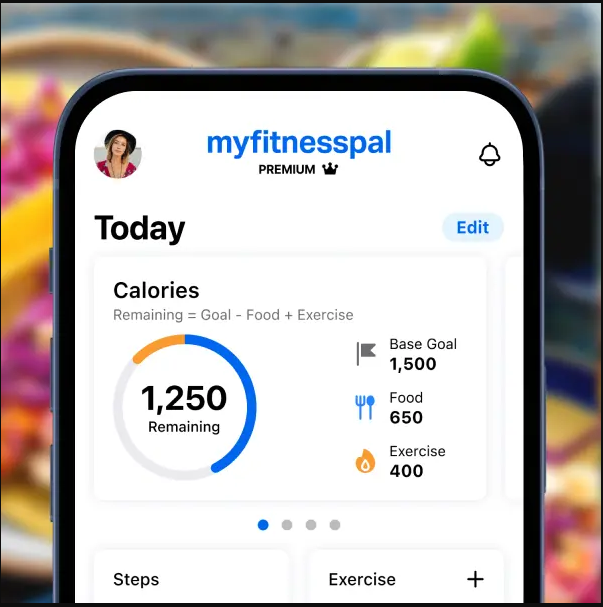 myfitnesspal
PREMIUM
Today
Edit
Calories
Remaining = Goal - Food + Exercise
1,250
Remaining
Base Goal
1,500
Food
650
Exercise
400
Steps
Exercise